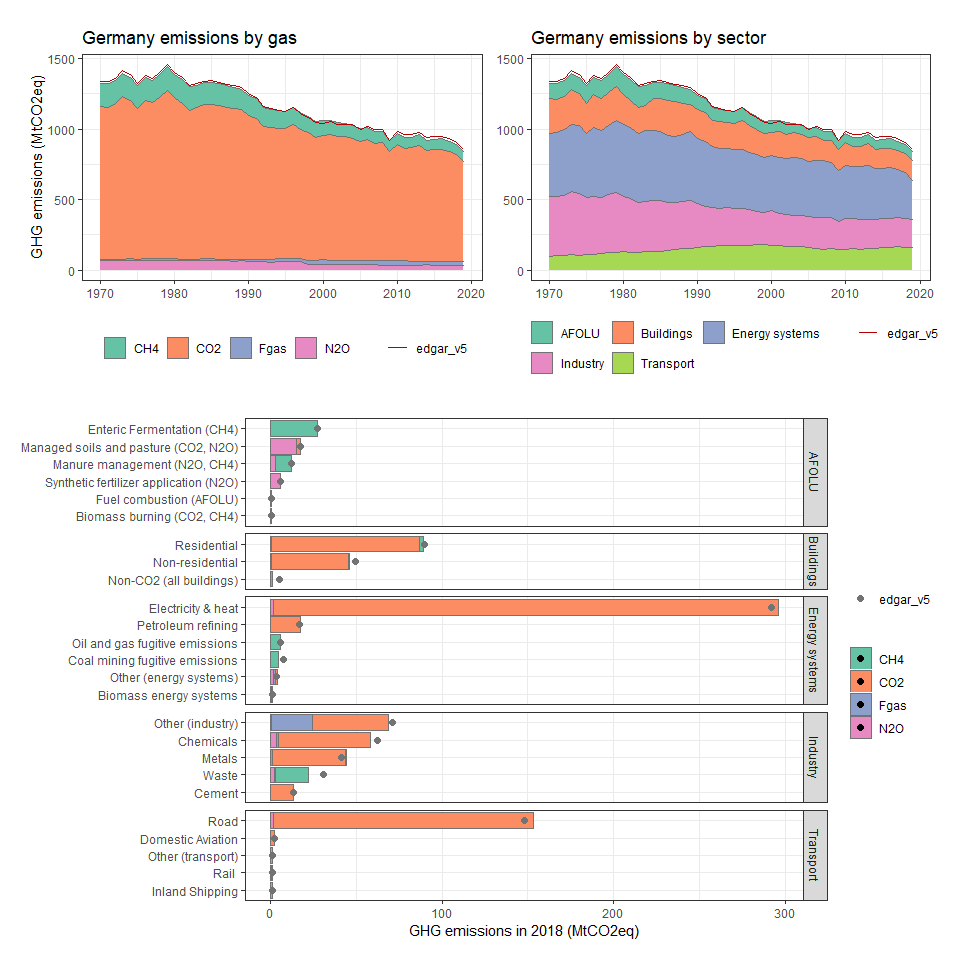 Germany emissions by gas
GHG emissions (MtCO2eq)
1500
1000
500
0
1970 1980 1990 2000 2010 2020
CH4 CO2 Fgas N2O edgar_v5
Germany emissions by sector
1500
1000
500
0
1970 1980 1990 2000 2010 2020
AFOLU Buildings Energy systems edgar_v5
Industry Transport
Enteric Fermentation (CH4)
Managed soils and pasture (CO2, N2O)
Manure management (N2O, CH4)
Synthetic fertilizer application (N2O)
Fuel combustion (AFOLU)
Biomass burning (CO2, CH4)
AFOLU
Residential
Non-residential
Non-CO2 (all buildings)
Buildings
Electricity & heat
Petroleum refining
Oil and gas fugitive emissions
Coal mining fugitive emissions
Other (energy systems)
Biomass energy systems
Energy systems
Other (industry)
Chemicals
Metals
Waste
Cement
Industry
Road
Domestic Aviation
Other (transport)
Rail
Inland Shipping
Transport
0 100 200 300
GHG emissions in 2018 (MtCO2eq)
edgar_v5
CH4
CO2
Fgas
N2O